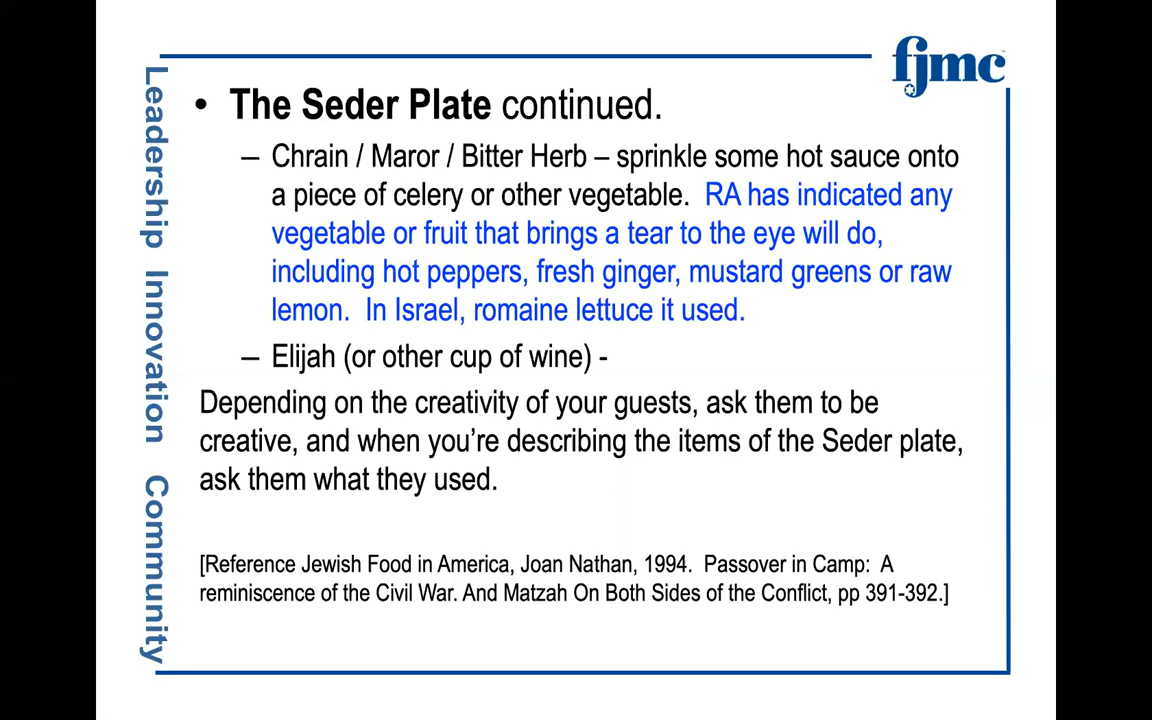 fjmc
Leadership Innovation Community
• The Seder Plate continued.
– Chrain / Maror / Bitter Herb – sprinkle some hot sauce onto
a piece of celery or other vegetable. RA has indicated any
vegetable or fruit that brings a tear to the eye will do,
including hot peppers, fresh ginger, mustard greens or raw
lemon. In Israel, romaine lettuce it used.
– Elijah (or other cup of wine) -
Depending on the creativity of your guests, ask them to be
creative, and when you’re describing the items of the Seder plate,
ask them what they used.
[Reference Jewish Food in America, Joan Nathan, 1994. Passover in Camp: A
reminiscence of the Civil War. And Matzah On Both Sides of the Conflict, pp 391-392.]